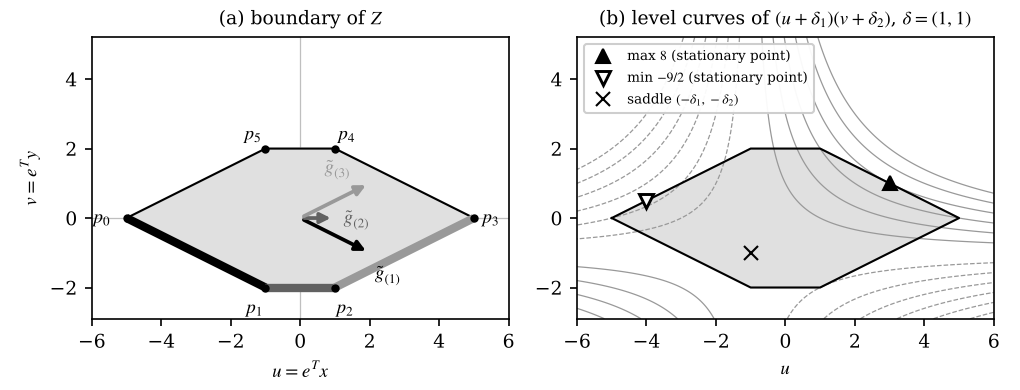 (a) boundary of Z
v = eᵀy
4
2
0
−2
−6
−4
−2
0
2
4
6
u = eᵀx
p₅
p₄
g̃₍₃₎
g̃₍₂₎
g̃₍₁₎
p₀
p₃
p₁
p₂
(b) level curves of (u + δ₁)(v + δ₂), δ = (1, 1)
max 8 (stationary point)
min −9/2 (stationary point)
saddle (−δ₁, −δ₂)
4
2
0
−2
−6
−4
−2
0
2
4
6
u